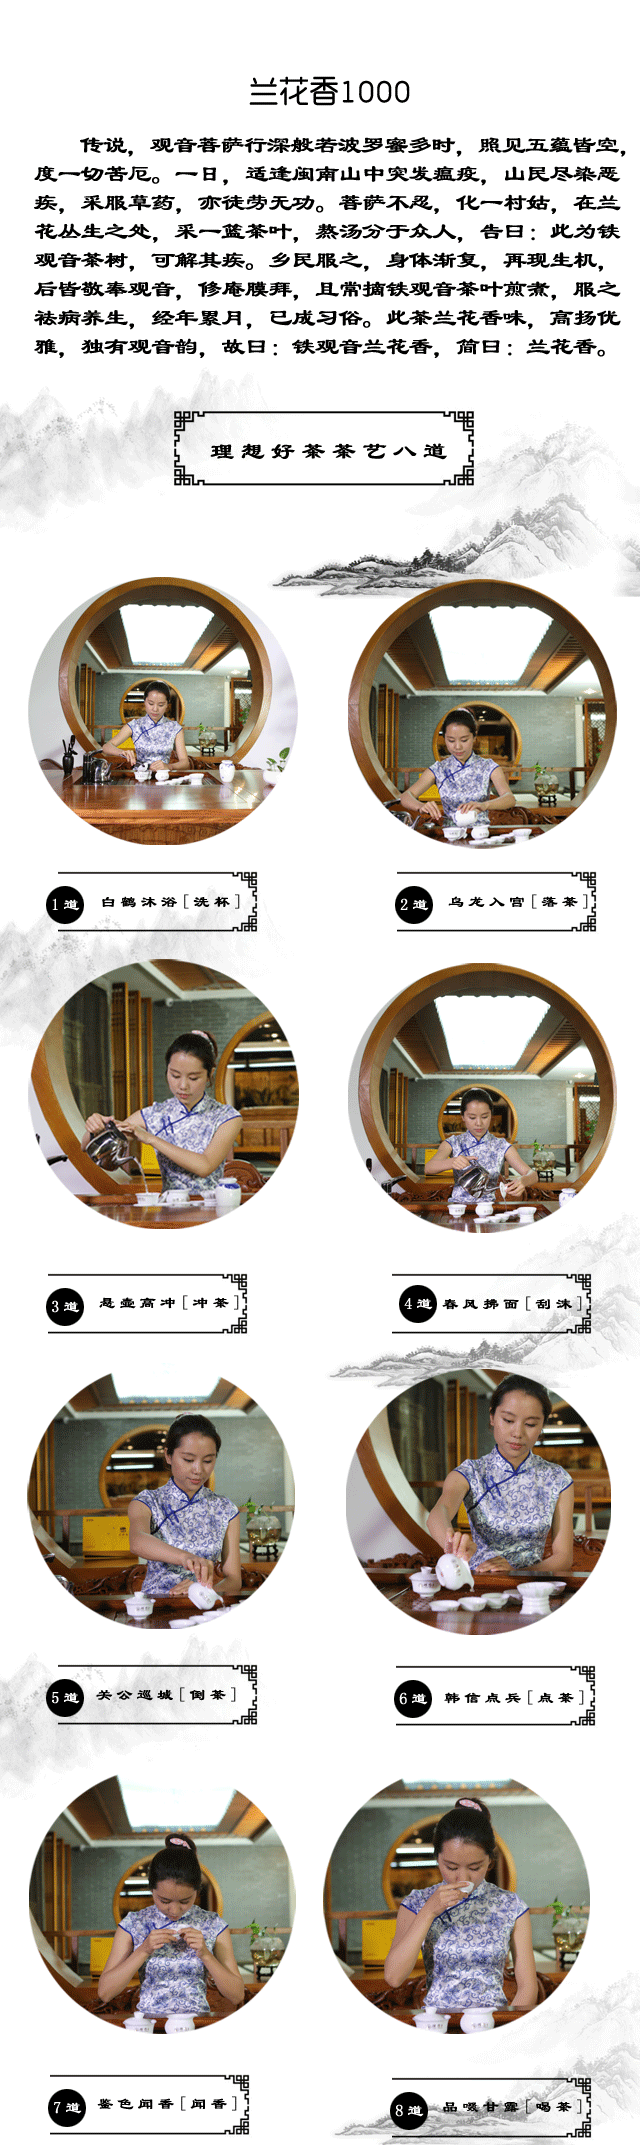 兰花香1000
传说，观音菩萨行深般若波罗蜜多时，照见五蕴皆空，
度一切苦厄。一日，适逢闽南山中突发瘟疫，山民尽染恶
疾，采服草药，亦徒劳无功。菩萨不忍，化一村姑，在兰
花丛生之处，采一蓝茶叶，熬汤分于众人，告曰：此为铁
观音茶树，可解其疾。乡民服之，身体渐复，再现生机，
后皆敬奉观音，修庵膜拜，且常摘铁观音茶叶煎煮，服之
祛病养生，经年累月，已成习俗。此茶兰花香味，高扬优
雅，独有观音韵，故曰：铁观音兰花香，简曰：兰花香。
理想好茶茶艺八道
1道 白鹤沐浴［洗杯］
2道 乌龙入宫［落茶］
3道 悬壶高冲［冲茶］
4道 春风拂面［刮沫］
5道 关公巡城［倒茶］
6道 韩信点兵［点茶］
7道 鉴色闻香［闻香］
8道 品啜甘露［喝茶］